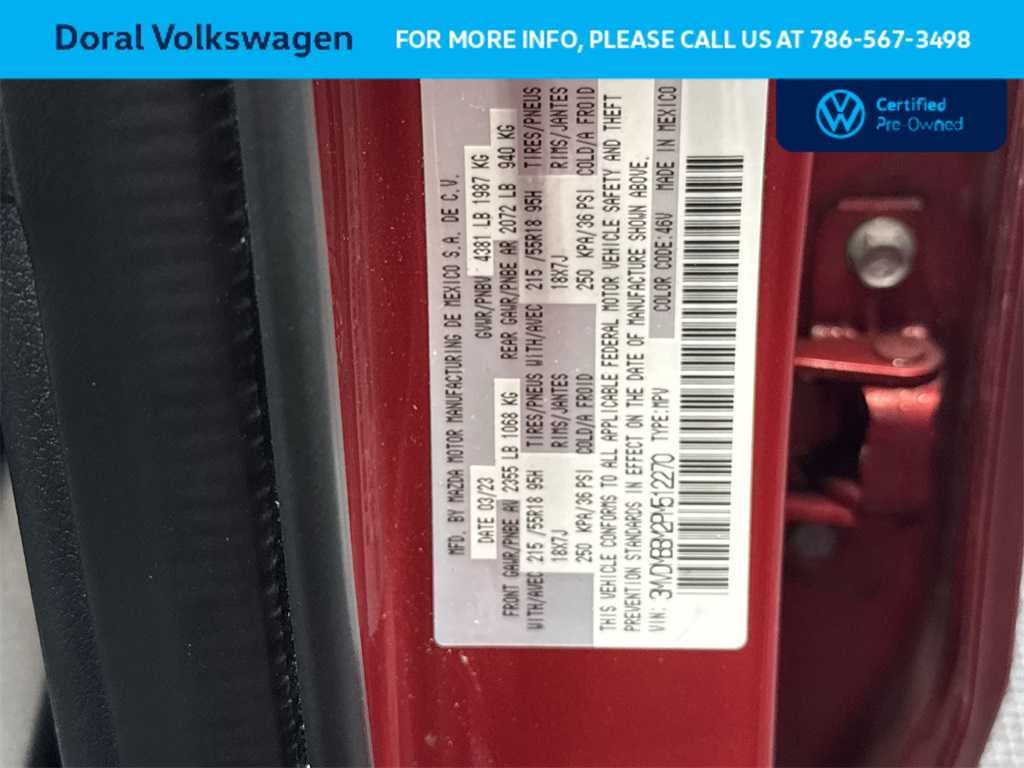 Doral Volkswagen
FOR MORE INFO, PLEASE CALL US AT 786-567-3498
Certified
Pre-Owned
MFD. BY MAZDA MOTOR MANUFACTURING DE MEXICO S.A. DE C.V.
DATE 03/23 GVWR/PNBV 4381 LB 1987 KG
FRONT GAWR/PNBE AV 2355 LB 1068 KG REAR GAWR/PNBE AR 2072 LB 940 KG
WITH/AVEC 215 /55R18 95H TIRES/PNEUS WITH/AVEC 215 /55R18 95H TIRES/PNEUS
18X7J RIMS/JANTES 18X7J RIMS/JANTES
250 KPA/36 PSI COLD/A FROID 250 KPA/36 PSI COLD/A FROID
THIS VEHICLE CONFORMS TO ALL APPLICABLE FEDERAL MOTOR VEHICLE SAFETY AND THEFT
PREVENTION STANDARDS IN EFFECT ON THE DATE OF MANUFACTURE SHOWN ABOVE.
VIN: 3MVDMBBM2PM512270 TYPE:MPV COLOR CODE:46V MADE IN MEXICO